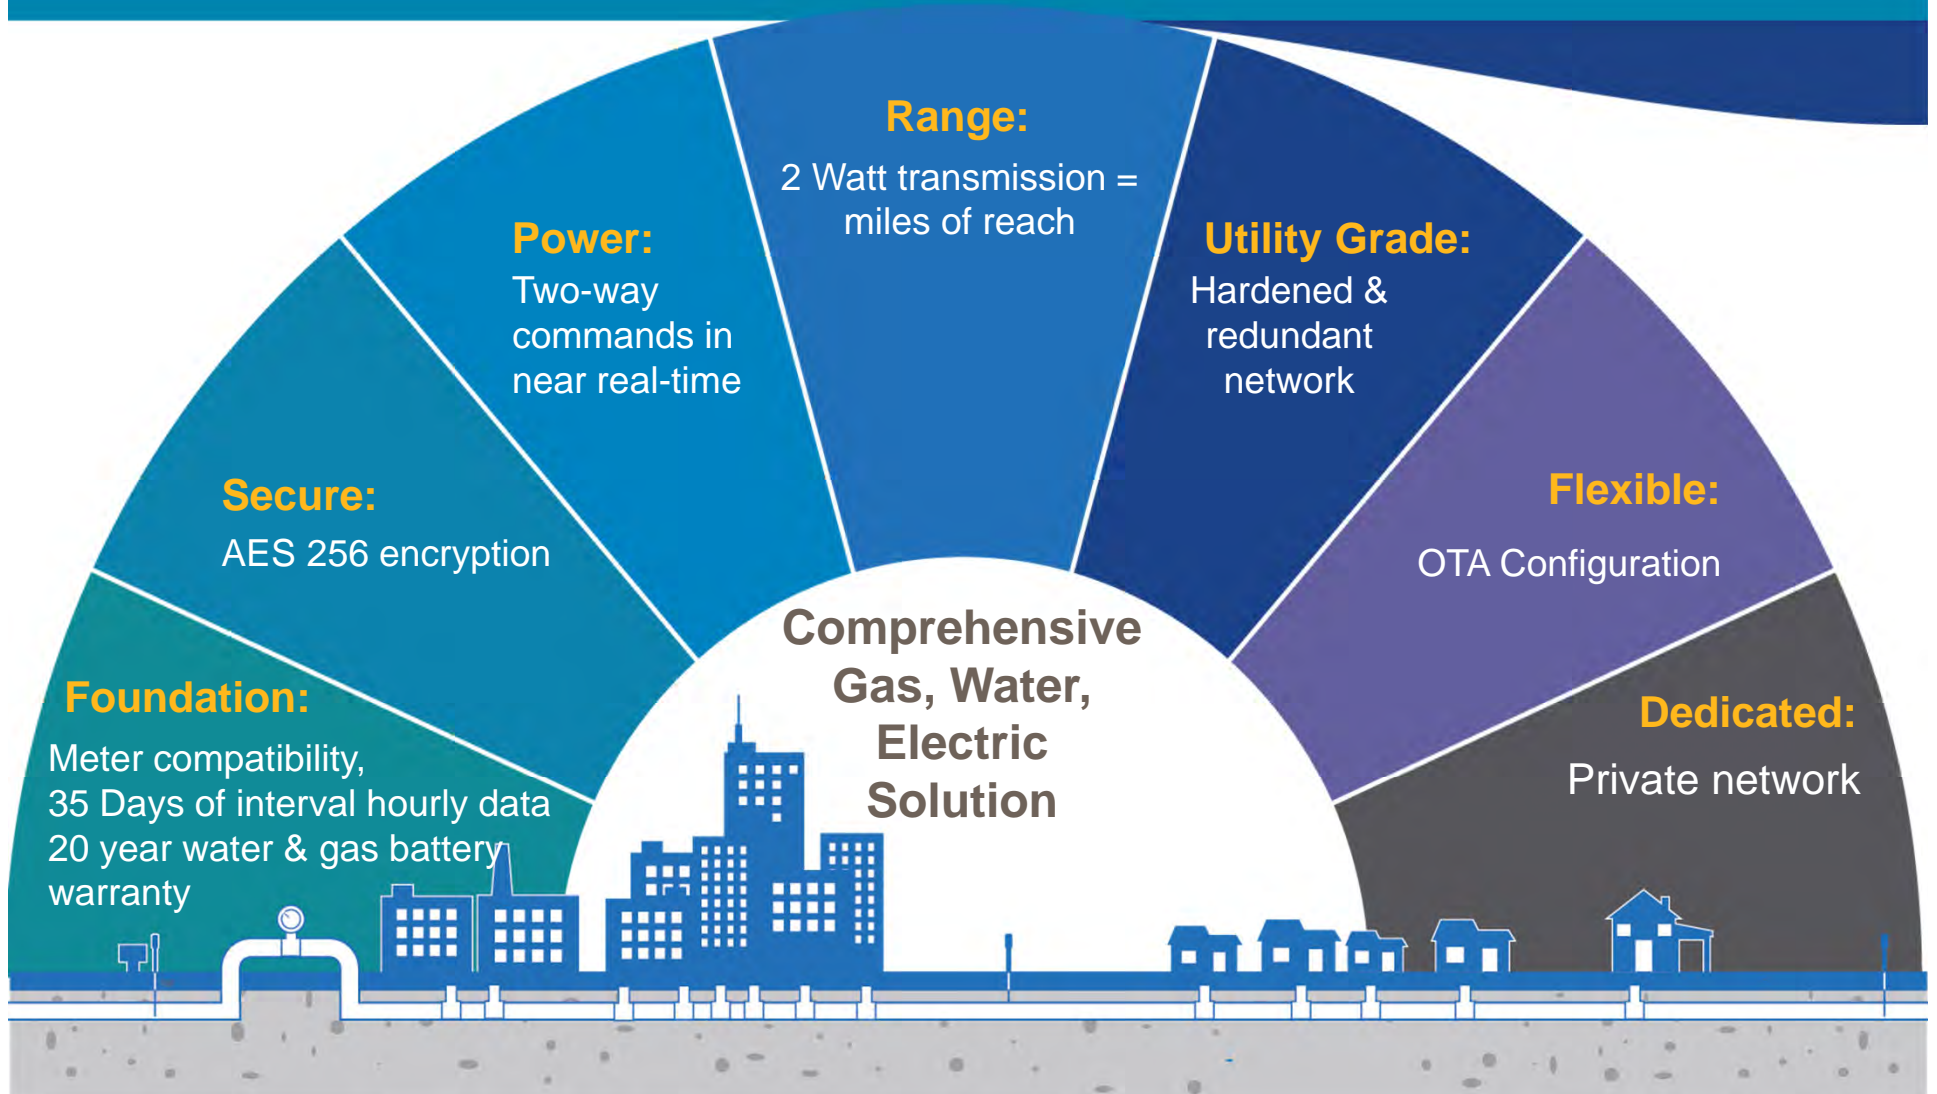 Range:
2 Watt transmission =
miles of reach
Power:
Two-way
commands in
near real-time
Utility Grade:
Hardened &
redundant
network
Secure:
AES 256 encryption
Flexible:
OTA Configuration
Foundation:
Meter compatibility,
35 Days of interval hourly data
20 year water & gas battery
warranty
Comprehensive
Gas, Water,
Electric
Solution
Dedicated:
Private network